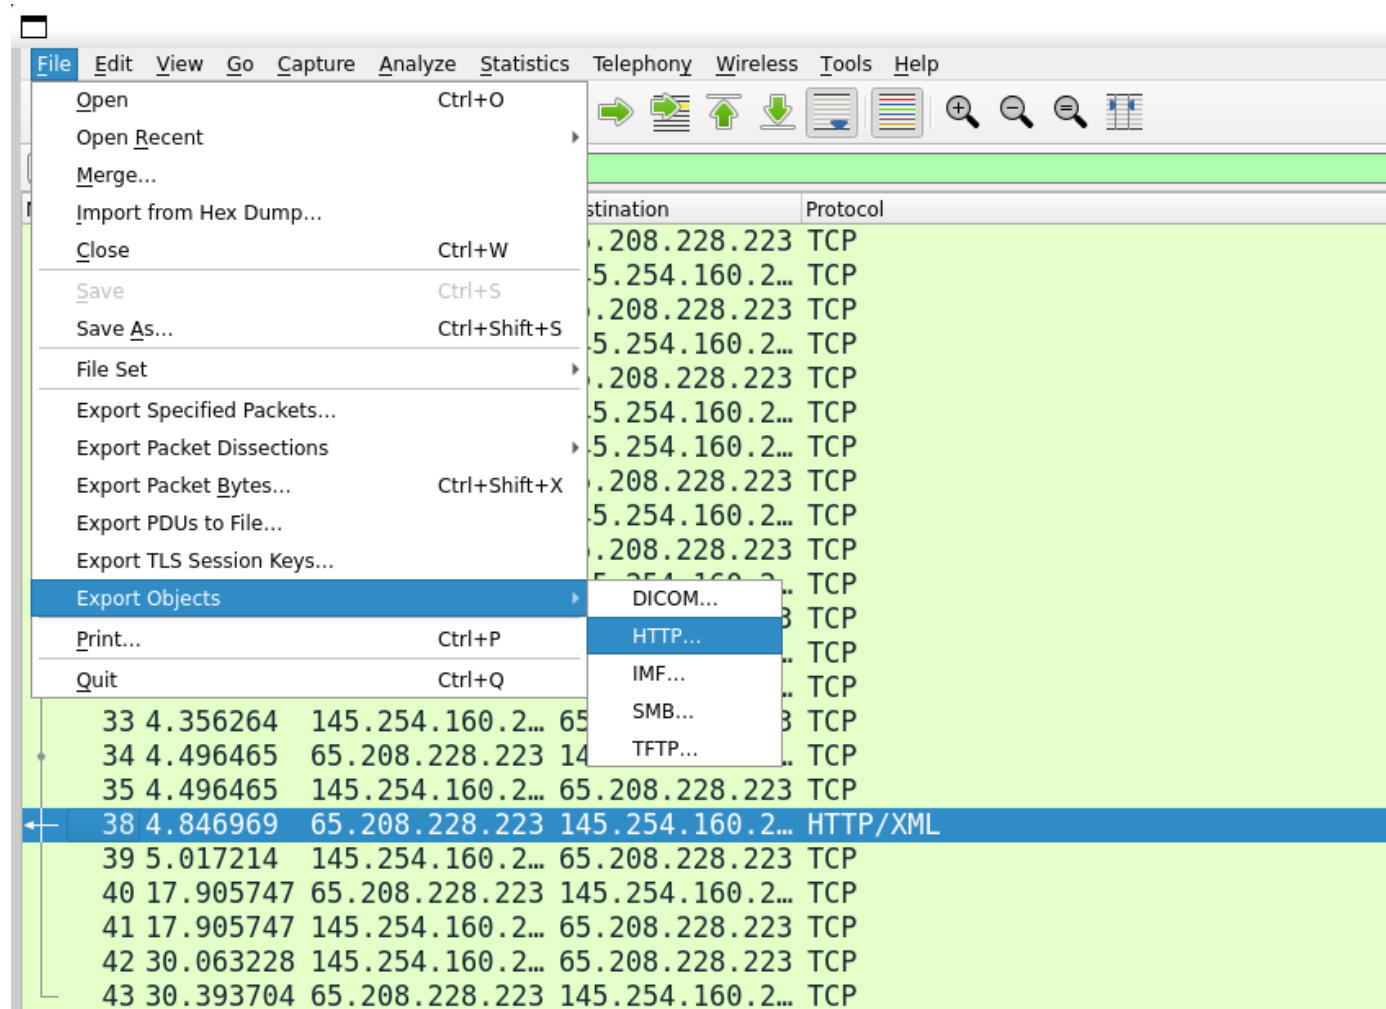 File Edit View Go Capture Analyze Statistics Telephony Wireless Tools Help
Open Ctrl+O
Open Recent
Merge...
Import from Hex Dump...
Close Ctrl+W
Save Ctrl+S
Save As... Ctrl+Shift+S
File Set
Export Specified Packets...
Export Packet Dissections
Export Packet Bytes... Ctrl+Shift+X
Export PDUs to File...
Export TLS Session Keys...
Export Objects
Print... Ctrl+P
Quit Ctrl+Q
DICOM...
HTTP...
IMF...
SMB...
TFTP...
stination Protocol
.208.228.223 TCP
5.254.160.2… TCP
.208.228.223 TCP
5.254.160.2… TCP
.208.228.223 TCP
5.254.160.2… TCP
5.254.160.2… TCP
.208.228.223 TCP
5.254.160.2… TCP
.208.228.223 TCP
TCP
3 TCP
TCP
TCP
33 4.356264 145.254.160.2… 65 3 TCP
34 4.496465 65.208.228.223 14 TCP
35 4.496465 145.254.160.2… 65.208.228.223 TCP
38 4.846969 65.208.228.223 145.254.160.2… HTTP/XML
39 5.017214 145.254.160.2… 65.208.228.223 TCP
40 17.905747 65.208.228.223 145.254.160.2… TCP
41 17.905747 145.254.160.2… 65.208.228.223 TCP
42 30.063228 145.254.160.2… 65.208.228.223 TCP
43 30.393704 65.208.228.223 145.254.160.2… TCP